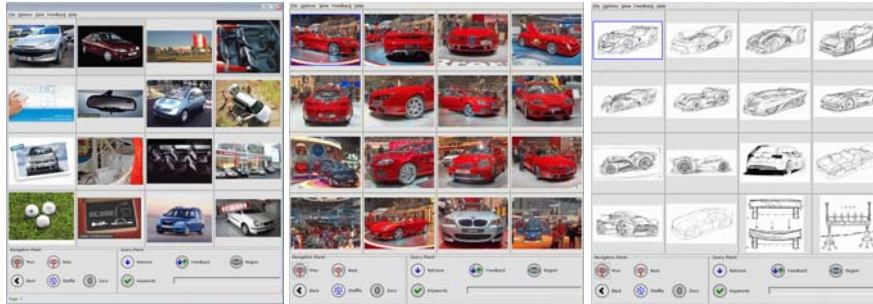 File Options View Feedback Help
Navigation Panel
Query Panel
Prev Next
Retrieve Feedback Region
Back Shuffle Zero
Keywords
File Options View Feedback Help
Navigation Panel
Query Panel
Prev Next
Retrieve Feedback Region
Back Shuffle Zero
Keywords
File Options View Feedback Help
Navigation Panel
Query Panel
Prev Next
Retrieve Feedback Region
Back Shuffle Zero
Keywords